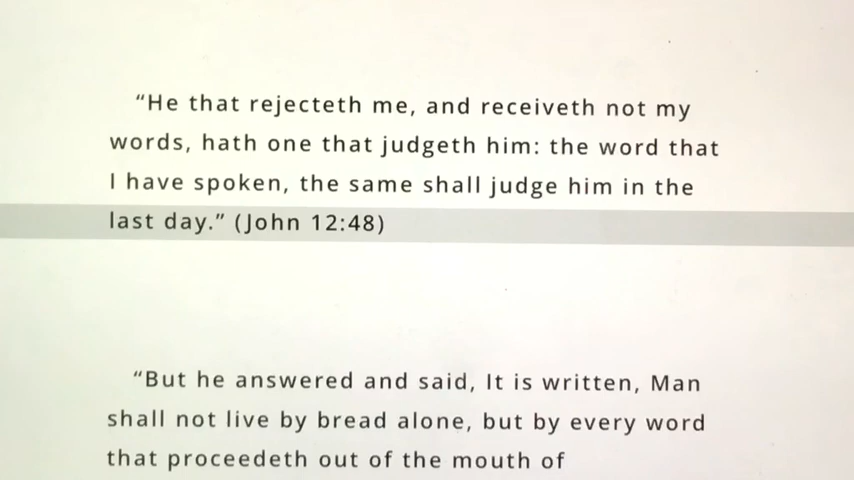 “He that rejecteth me, and receiveth not my
words, hath one that judgeth him: the word that
I have spoken, the same shall judge him in the
last day.” (John 12:48)
“But he answered and said, It is written, Man
shall not live by bread alone, but by every word
that proceedeth out of the mouth of